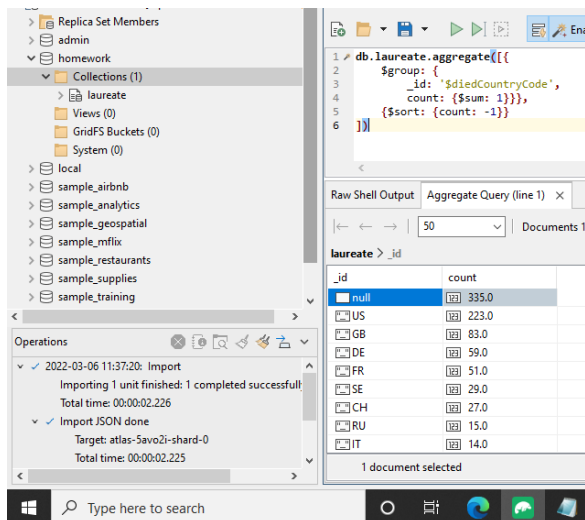 Replica Set Members
admin
homework
Collections (1)
laureate
Views (0)
GridFS Buckets (0)
System (0)
local
sample_airbnb
sample_analytics
sample_geospatial
sample_mflix
sample_restaurants
sample_supplies
sample_training
Operations
2022-03-06 11:37:20: Import
Importing 1 unit finished: 1 completed successfull
Total time: 00:00:02.226
Import JSON done
Target: atlas-5avo2i-shard-0
Total time: 00:00:02.225
Ena
1 db.laureate.aggregate([{
2 $group: {
3 _id: '$diedCountryCode',
4 count: {$sum: 1}}},
5 {$sort: {count: -1}}
6 ])
Raw Shell Output Aggregate Query (line 1)
50 Documents 1
laureate > _id
_id count
null 335.0
US 223.0
GB 83.0
DE 59.0
FR 51.0
SE 29.0
CH 27.0
RU 15.0
IT 14.0
1 document selected
Type here to search